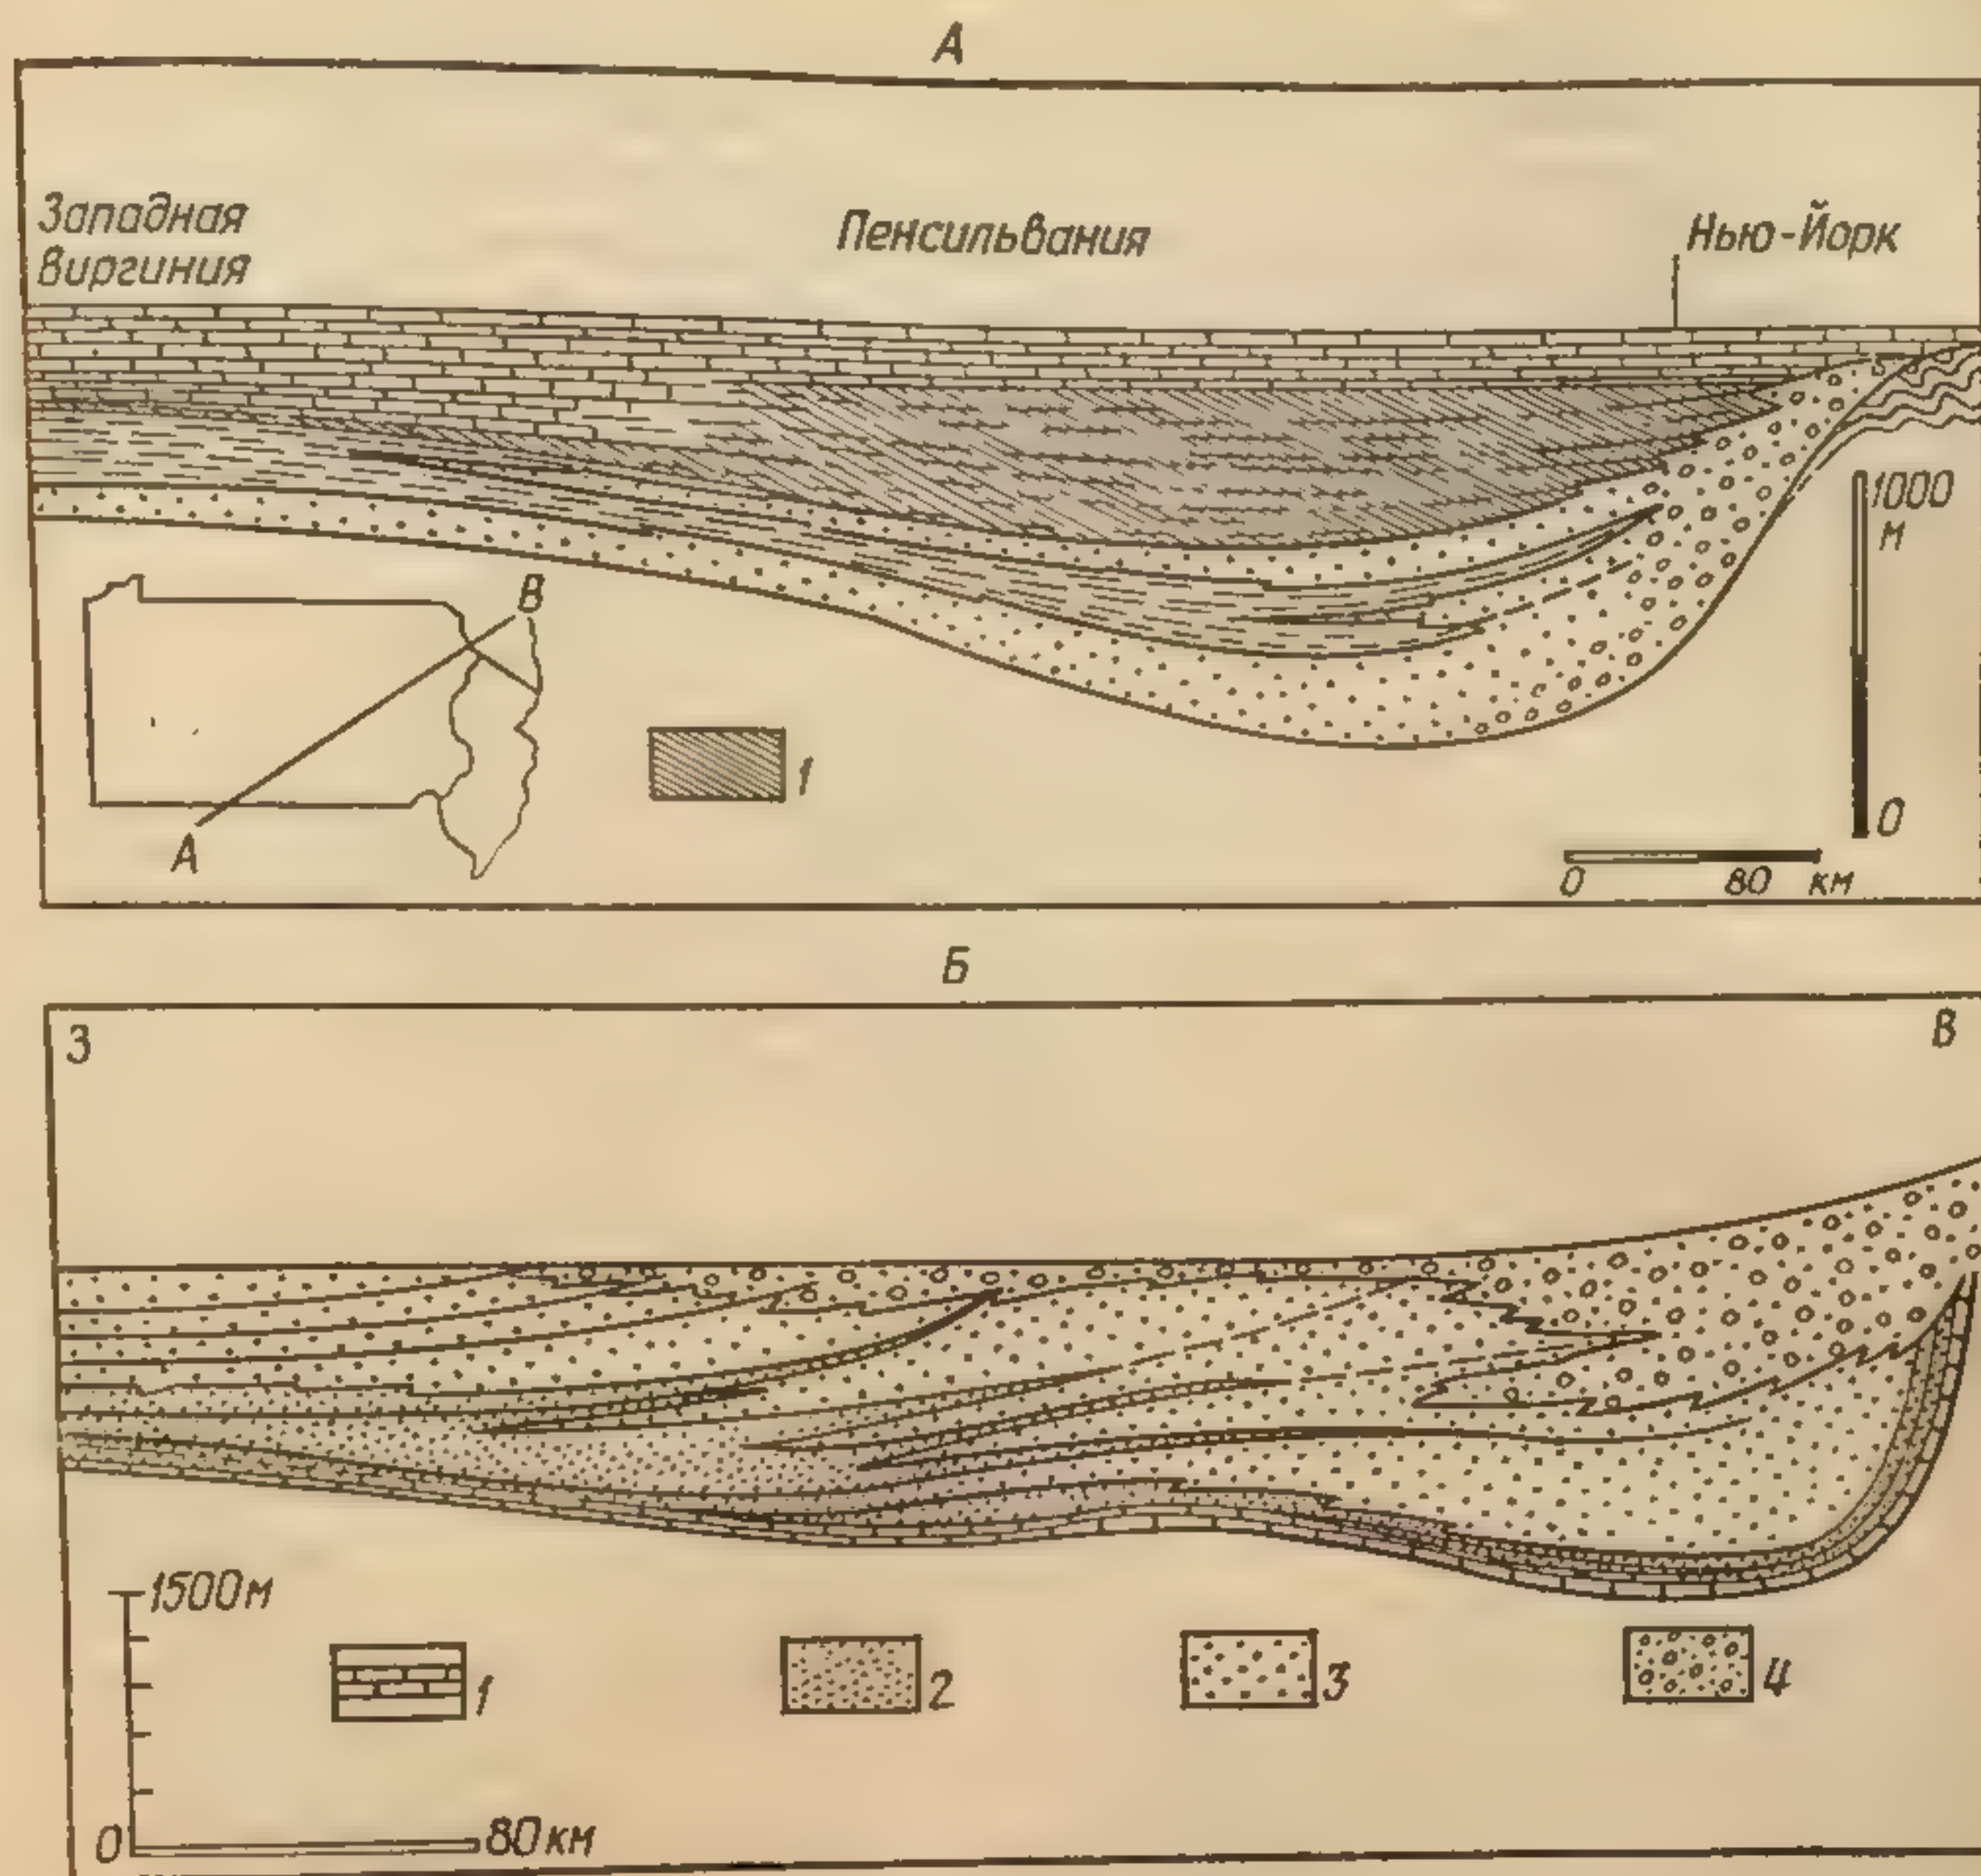 А
Западная
Виргиния
Пенсильвания
Нью-Йорк
1000
м
0
В
А
1
0 80 км
Б
З
В
1500м
1
2
3
4
0
80км